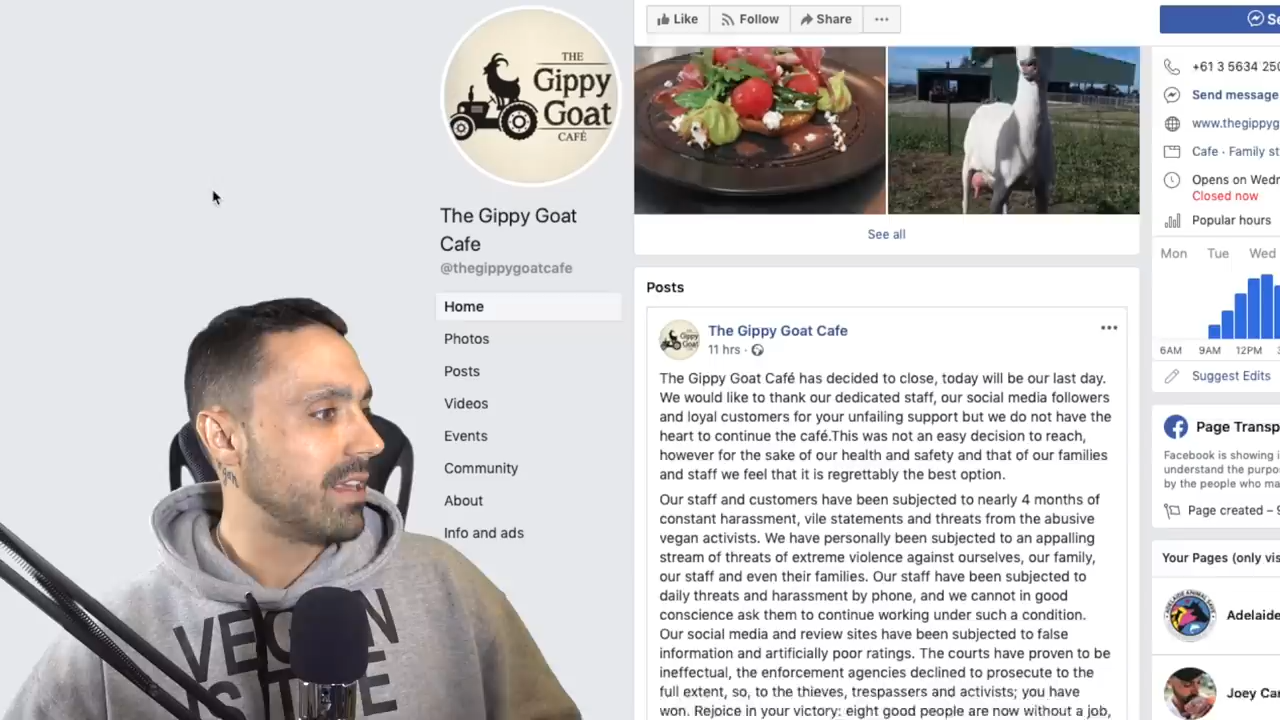 THE
Gippy
Goat
CAFÉ
The Gippy Goat
Cafe
@thegippygoatcafe
Home
Photos
Posts
Videos
Events
Community
About
Info and ads
VEGAN
Like
Follow
Share
See all
Posts
The Gippy Goat Cafe
11 hrs ·
The Gippy Goat Café has decided to close, today will be our last day.
We would like to thank our dedicated staff, our social media followers
and loyal customers for your unfailing support but we do not have the
heart to continue the café.This was not an easy decision to reach,
however for the sake of our health and safety and that of our families
and staff we feel that it is regrettably the best option.
Our staff and customers have been subjected to nearly 4 months of
constant harassment, vile statements and threats from the abusive
vegan activists. We have personally been subjected to an appalling
stream of threats of extreme violence against ourselves, our family,
our staff and even their families. Our staff have been subjected to
daily threats and harassment by phone, and we cannot in good
conscience ask them to continue working under such a condition.
Our social media and review sites have been subjected to false
information and artificially poor ratings. The courts have proven to be
ineffectual, the enforcement agencies declined to prosecute to the
full extent, so, to the thieves, trespassers and activists; you have
won. Rejoice in your victory: eight good people are now without a job,
+61 3 5634 250
Send message
www.thegippyg
Cafe · Family st
Opens on Wedn
Closed now
Popular hours
Mon Tue Wed
6AM 9AM 12PM
Suggest Edits
Page Transp
Facebook is showing i
understand the purpo
by the people who ma
Page created – 9
Your Pages (only vis
Adelaide
Joey Car